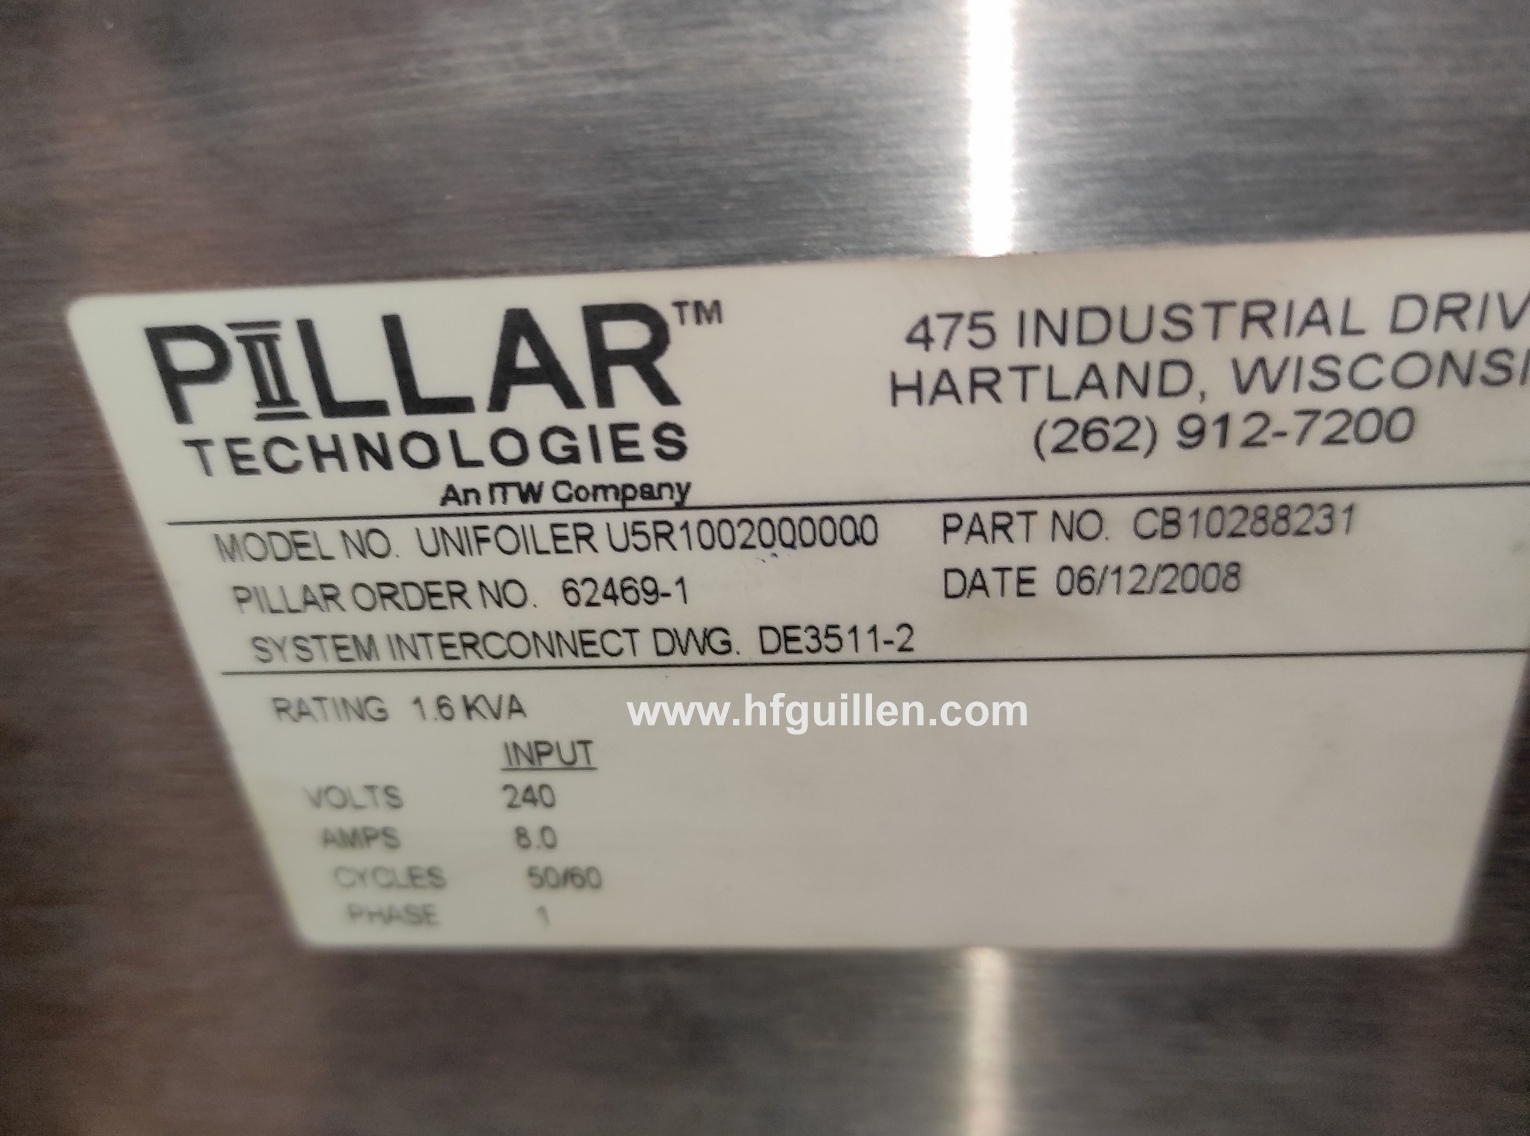 PILLAR™
TECHNOLOGIES
An ITW Company
475 INDUSTRIAL DRIV
HARTLAND, WISCONSI
(262) 912-7200
MODEL NO. UNIFOILER U5R1002000000 PART NO. CB10288231
PILLAR ORDER NO. 62469-1 DATE 06/12/2008
SYSTEM INTERCONNECT DWG. DE3511-2
RATING 1.6 KVA
www.hfguillen.com
INPUT
VOLTS 240
AMPS 8.0
CYCLES 50/60
PHASE 1